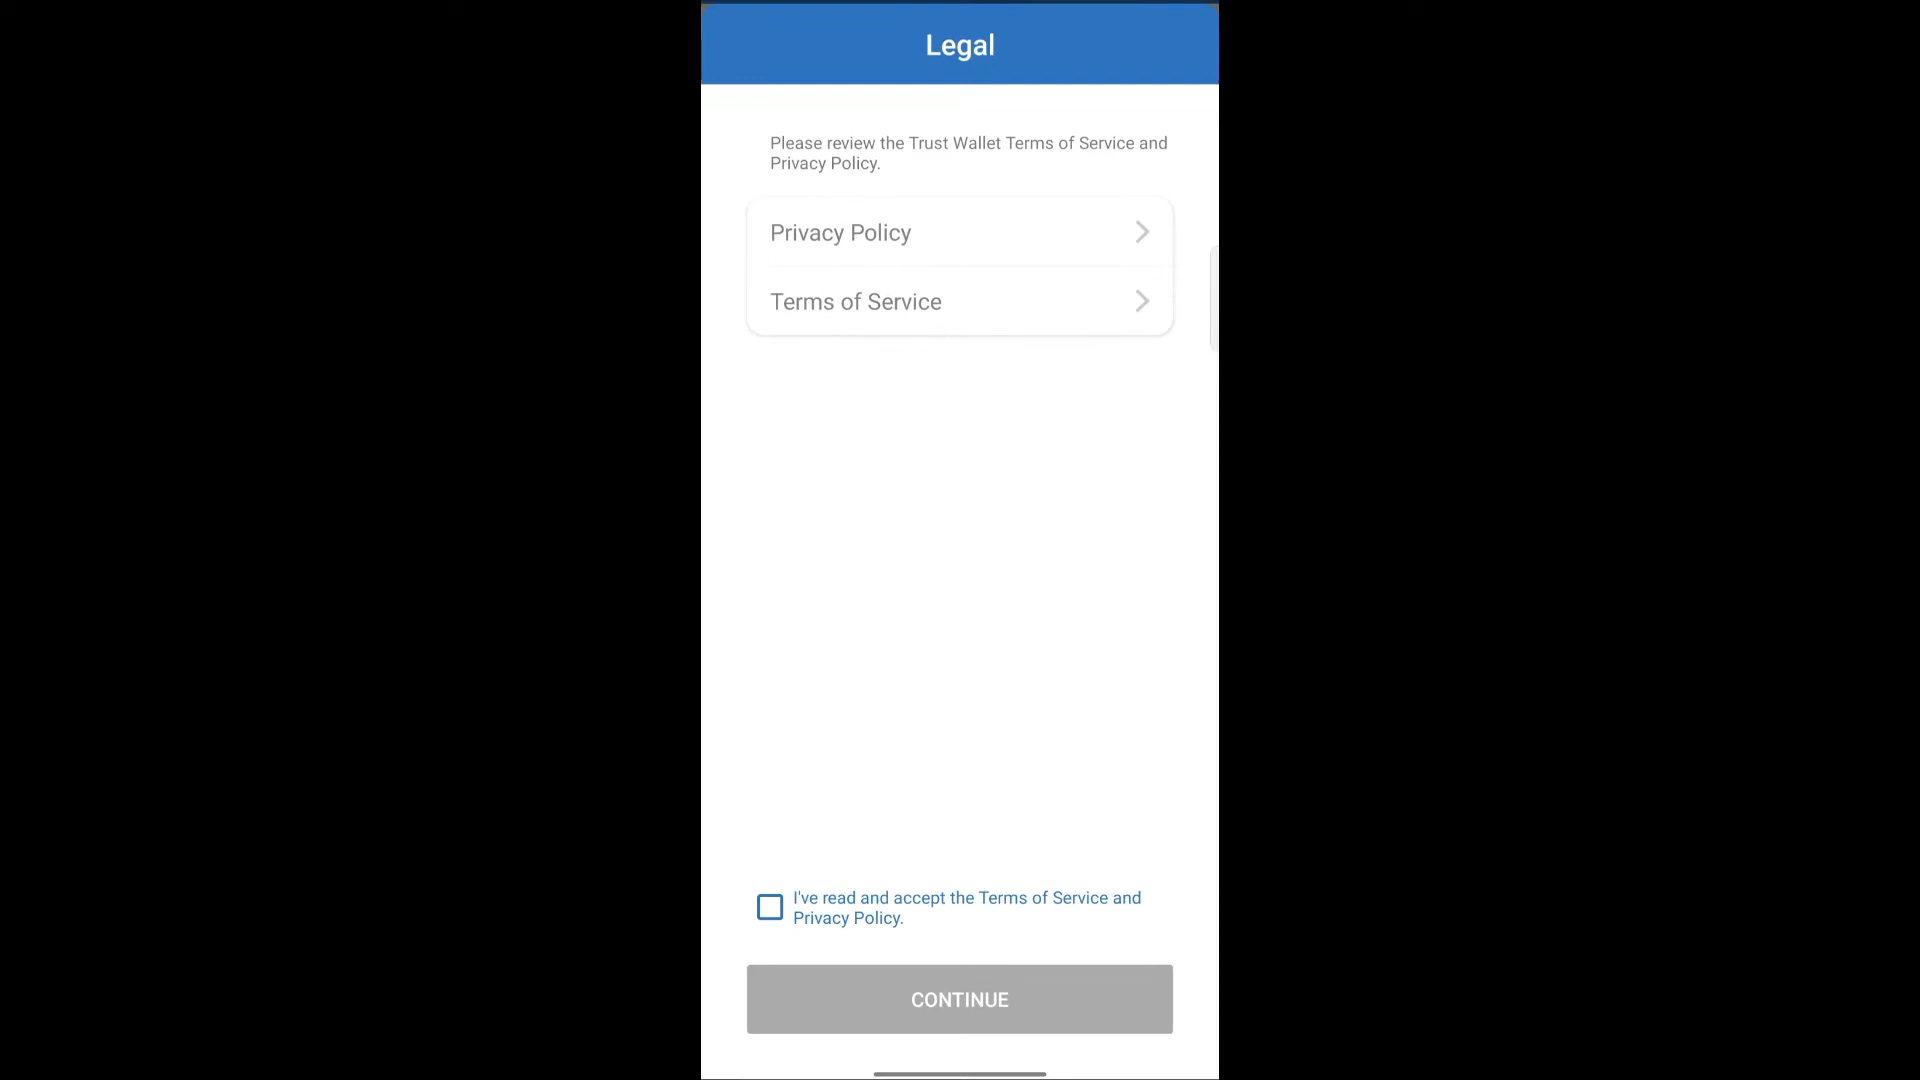 Legal
Please review the Trust Wallet Terms of Service and
Privacy Policy.
Privacy Policy
Terms of Service
I've read and accept the Terms of Service and
Privacy Policy.
CONTINUE